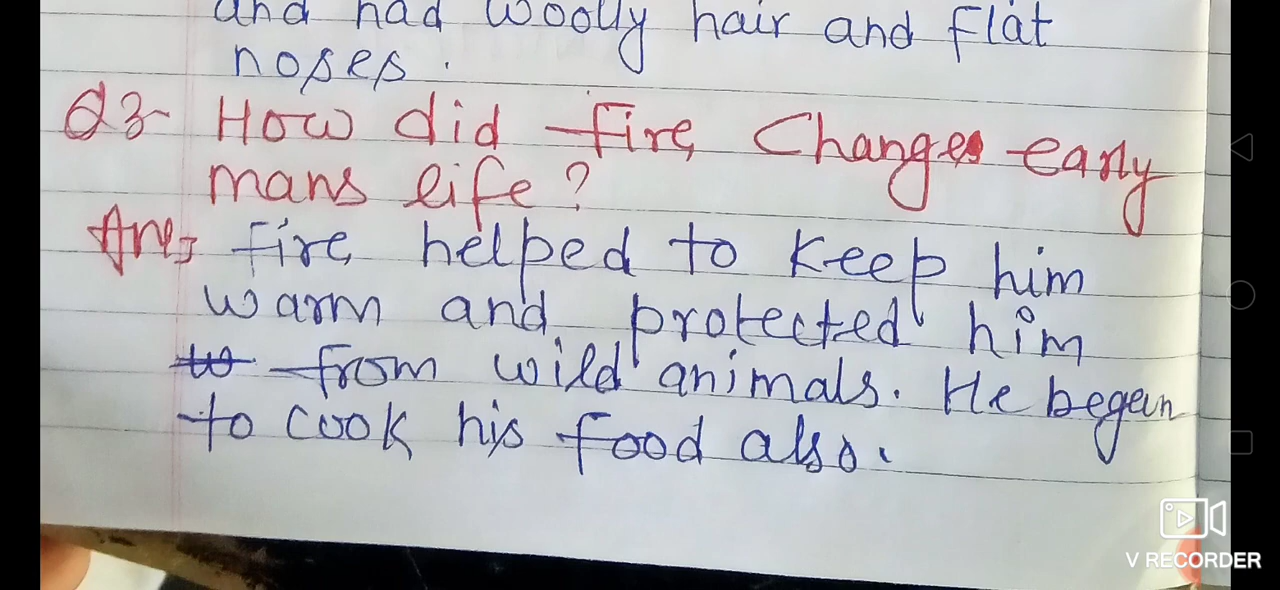 and had woolly hair and flat
noses.
Q3- How did fire Changes early
mans life?
Ans fire helped to keep him
warm and protected him
to from wild animals. He began
to cook his food also.
V RECORDER